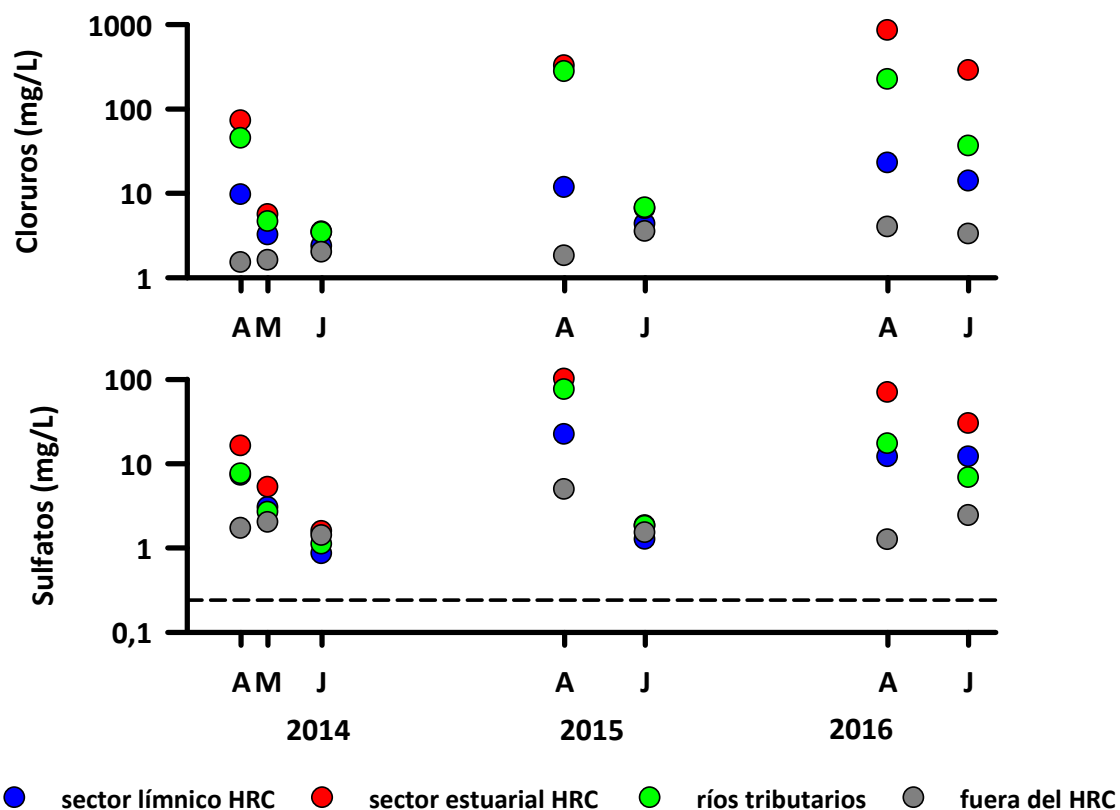 Cloruros (mg/L)
1000
100
10
1
A M J A J A J
Sulfatos (mg/L)
100
10
1
0,1
A M J A J A J
2014 2015 2016
sector límnico HRC sector estuarial HRC ríos tributarios fuera del HRC